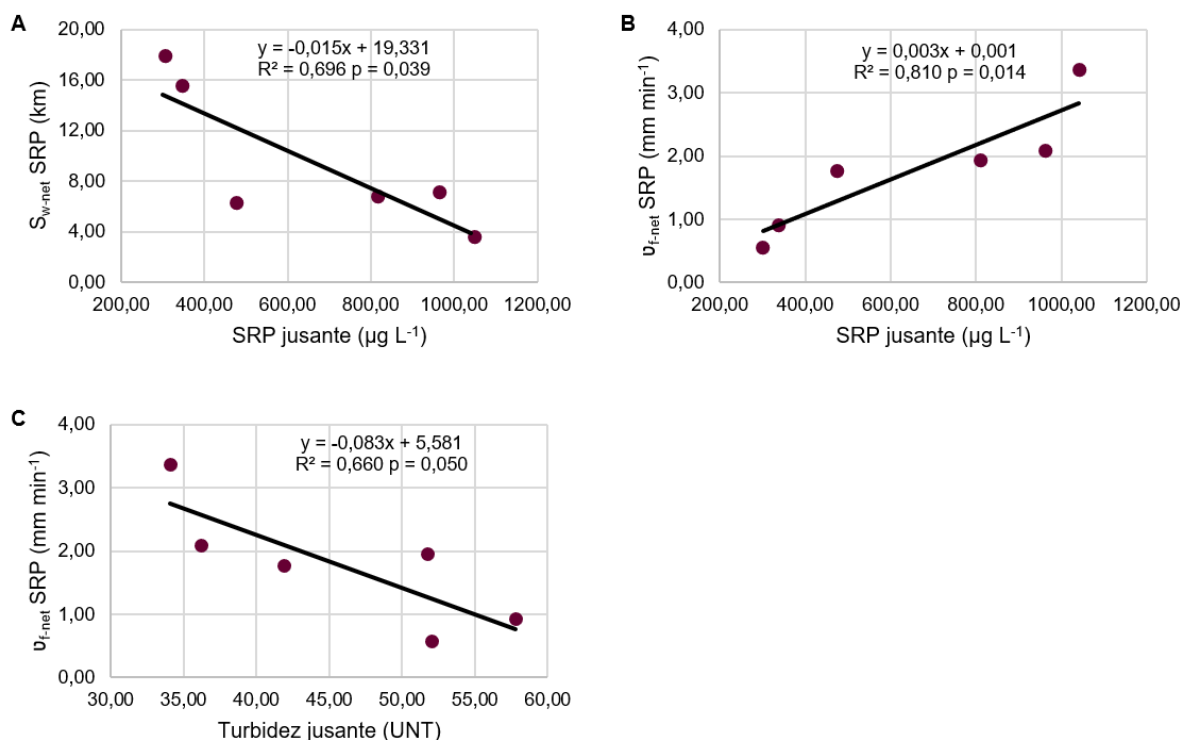 A
y = -0,015x + 19,331
R² = 0,696 p = 0,039
S_w-net SRP (km)
20,00
16,00
12,00
8,00
4,00
0,00
200,00 400,00 600,00 800,00 1000,00 1200,00
SRP jusante (µg L⁻¹)
B
y = 0,003x + 0,001
R² = 0,810 p = 0,014
ʋ_f-net SRP (mm min⁻¹)
4,00
3,00
2,00
1,00
0,00
200,00 400,00 600,00 800,00 1000,00 1200,00
SRP jusante (µg L⁻¹)
C
y = -0,083x + 5,581
R² = 0,660 p = 0,050
ʋ_f-net SRP (mm min⁻¹)
4,00
3,00
2,00
1,00
0,00
30,00 35,00 40,00 45,00 50,00 55,00 60,00
Turbidez jusante (UNT)